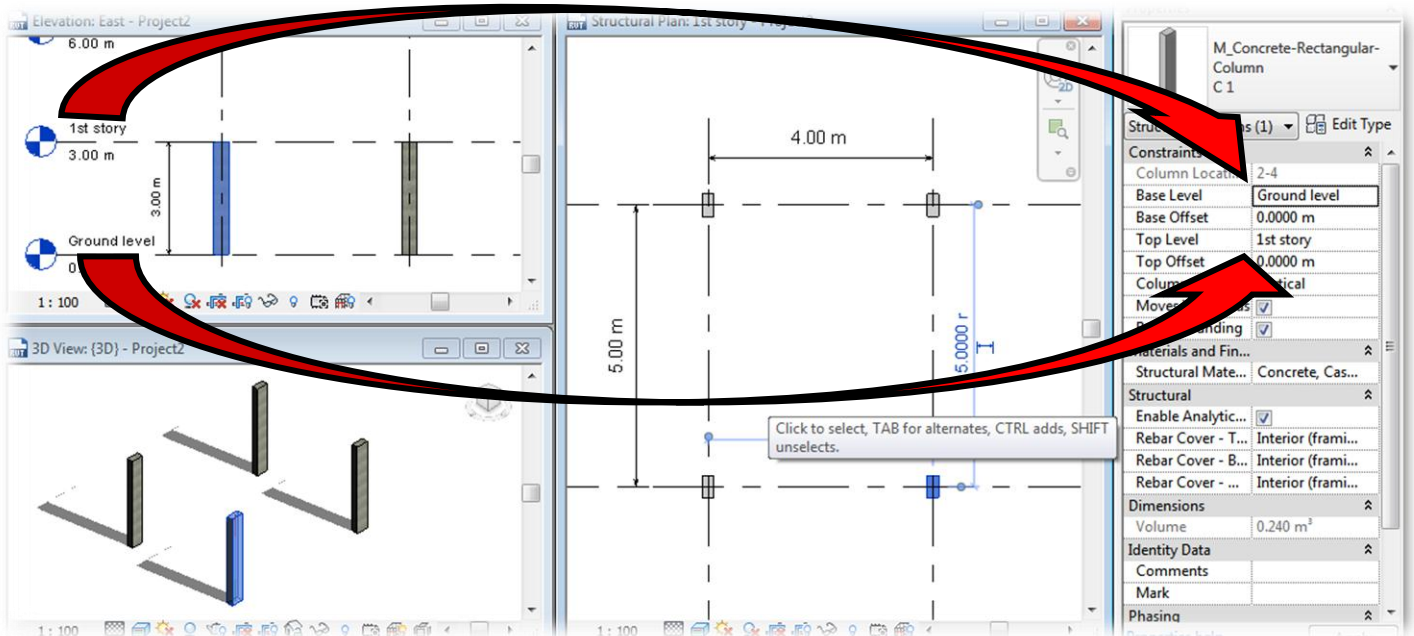 Elevation: East - Project2
6.00 m
1st story
3.00 m
3.00 m
Ground level
1 : 100
3D View: {3D} - Project2
1 : 100
Structural Plan: 1st story -
2D
4.00 m
5.00 m
5.0000
Click to select, TAB for alternates, CTRL adds, SHIFT
unselects.
1 : 100
M_Concrete-Rectangular-
Column
C 1
(1)
Edit Type
Constraints
Column Locati... 2-4
Base Level Ground level
Base Offset 0.0000 m
Top Level 1st story
Top Offset 0.0000 m
Materials and Fin...
Structural Mate... Concrete, Cas...
Structural
Enable Analytic...
Rebar Cover - T... Interior (frami...
Rebar Cover - B... Interior (frami...
Rebar Cover - ... Interior (frami...
Dimensions
Volume 0.240 m³
Identity Data
Comments
Mark
Phasing